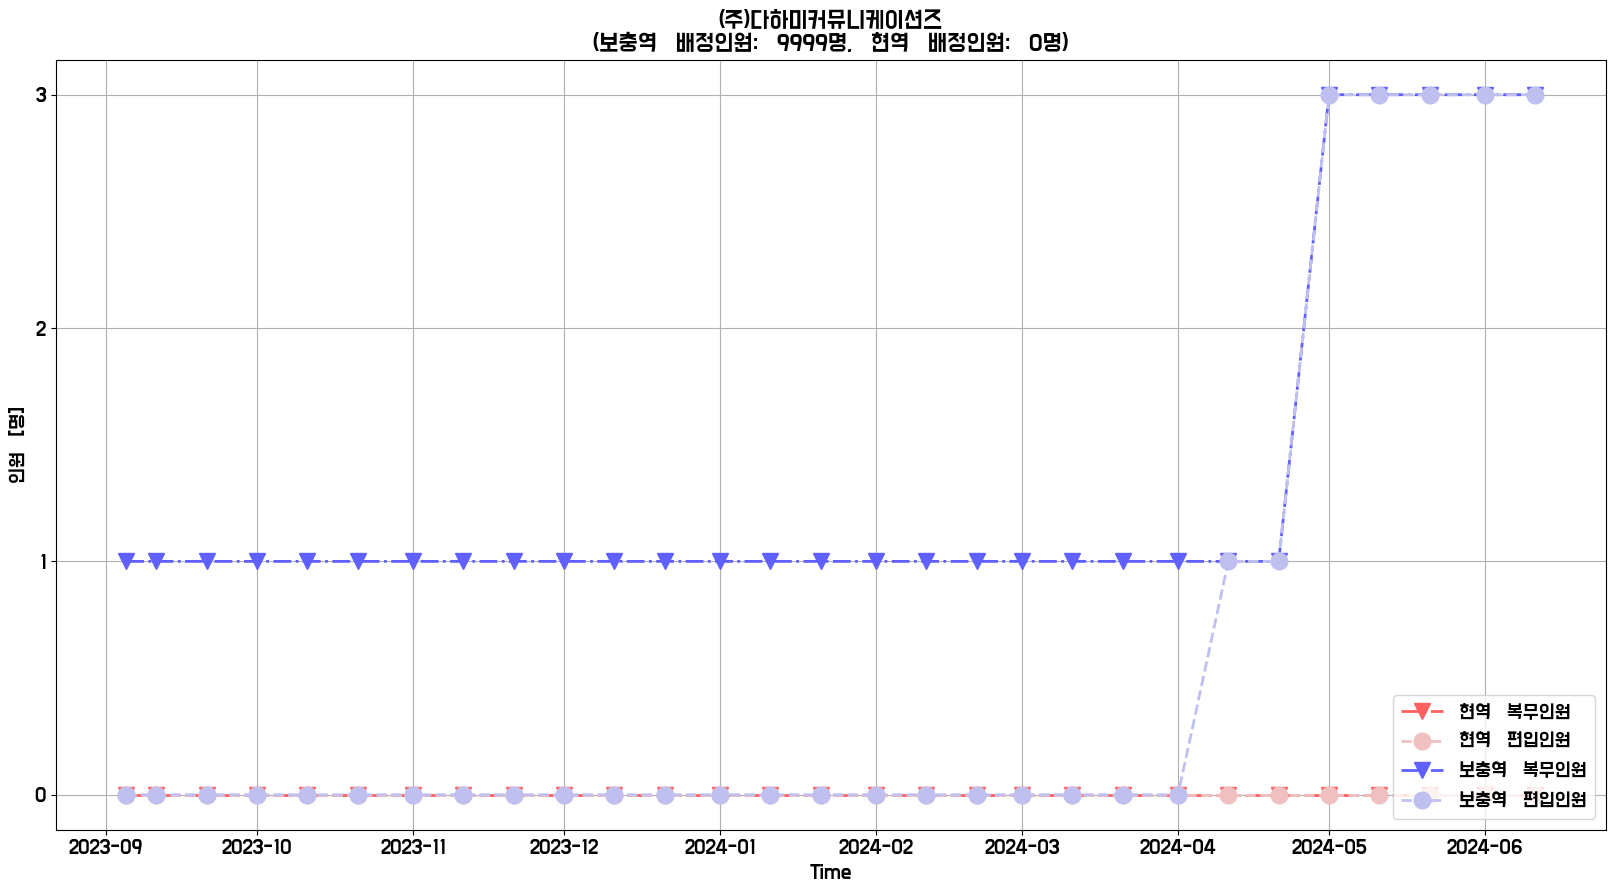 (주)다하미커뮤니케이션즈
(보충역 배정인원: 9999명, 현역 배정인원: 0명)
3
2
1
0
인원 [명]
2023-09 2023-10 2023-11 2023-12 2024-01 2024-02 2024-03 2024-04 2024-05 2024-06
Time
현역 복무인원
현역 편입인원
보충역 복무인원
보충역 편입인원